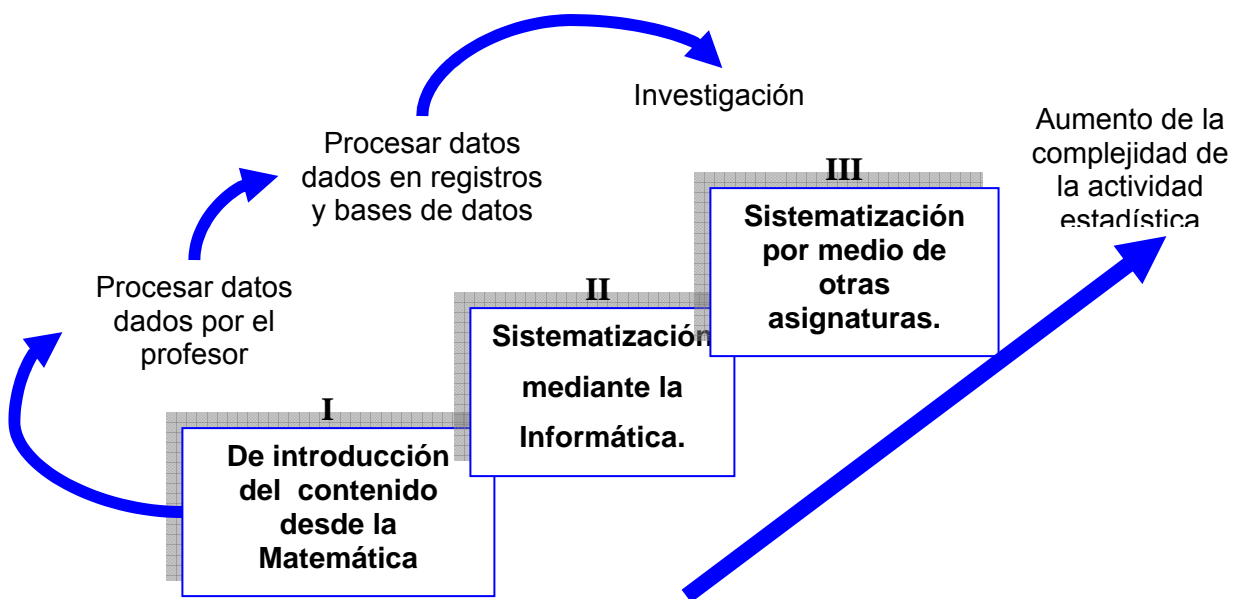 Investigación
Procesar datos
dados en registros
y bases de datos
Aumento de la
complejidad de
la actividad
estadística
Procesar datos
dados por el
profesor
III
Sistematización
por medio de
otras
asignaturas.
II
Sistematización
mediante la
Informática.
I
De introducción
del contenido
desde la
Matemática